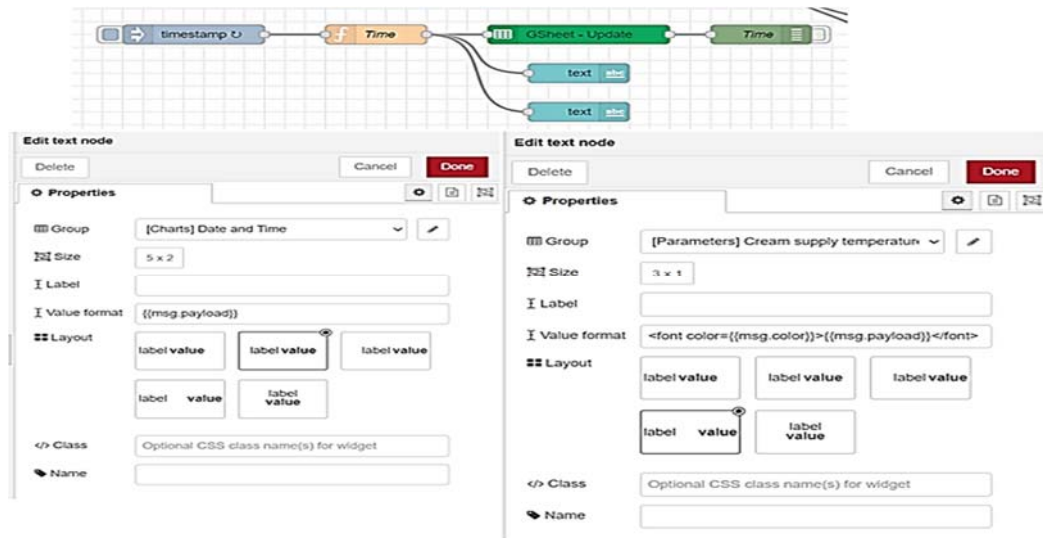 timestamp ↻
f
Time
GSheet - Update
Time
text abc
text abc
Edit text node
Delete
Cancel
Done
Properties
Group
[Charts] Date and Time
Size
5 x 2
Label
Value format
{{msg.payload}}
Layout
label value
label value
label value
label value
label
value
</> Class
Optional CSS class name(s) for widget
Name
Edit text node
Delete
Cancel
Done
Properties
Group
[Parameters] Cream supply temperature
Size
3 x 1
Label
Value format
<font color={{msg.color}}>{{msg.payload}}</font>
Layout
label value
label value
label value
label value
label
value
</> Class
Optional CSS class name(s) for widget
Name